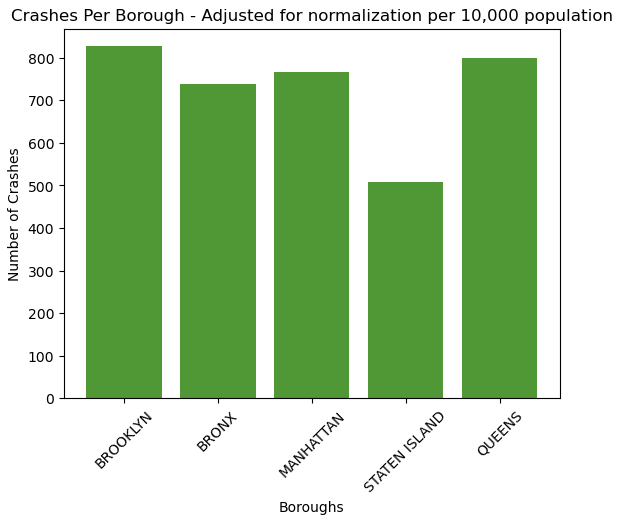 Crashes Per Borough - Adjusted for normalization per 10,000 population
Number of Crashes
800
700
600
500
400
300
200
100
0
BROOKLYN
BRONX
MANHATTAN
STATEN ISLAND
QUEENS
Boroughs